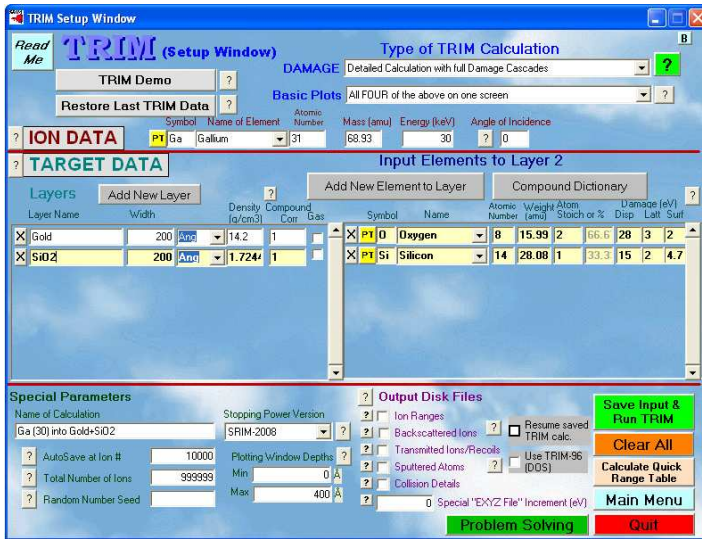 TRIM Setup Window
Read Me
TRIM (Setup Window)
Type of TRIM Calculation
B
DAMAGE Detailed Calculation with full Damage Cascades ?
TRIM Demo ?
Basic Plots All FOUR of the above on one screen ?
Restore Last TRIM Data ?
Symbol Name of Element Atomic Number Mass (amu) Energy (keV) Angle of Incidence
? ION DATA PT Ga Gallium 31 68.93 30 ? 0
? TARGET DATA
Input Elements to Layer 2
Layers Add New Layer ?
Add New Element to Layer Compound Dictionary ?
Layer Name Width Density (g/cm3) Compound Corr Gas
Symbol Name Atomic Number Weight (amu) Atom Stoich or % Damage (eV) Disp Latt Surf
X Gold 200 Ang 14.2 1
X PT O Oxygen 8 15.99 2 66.6 28 3 2
X SiO2 200 Ang 1.7244 1
X PT Si Silicon 14 28.08 1 33.3 15 2 4.7
Special Parameters
Name of Calculation Stopping Power Version
Ga (30) into Gold+SiO2 SRIM-2008 ?
? AutoSave at Ion # 10000
? Total Number of Ions 999999
? Random Number Seed
Plotting Window Depths ?
Min 0 Å
Max 400 Å
? Output Disk Files
? Ion Ranges
? Backscattered Ions
? Transmitted Ions/Recoils
? Sputtered Atoms
? Collision Details
? 0 Special "EXYZ File" Increment (eV)
? Resume saved TRIM calc.
? Use TRIM-96 (DOS)
Save Input & Run TRIM
Clear All
Calculate Quick Range Table
Main Menu
Problem Solving
Quit